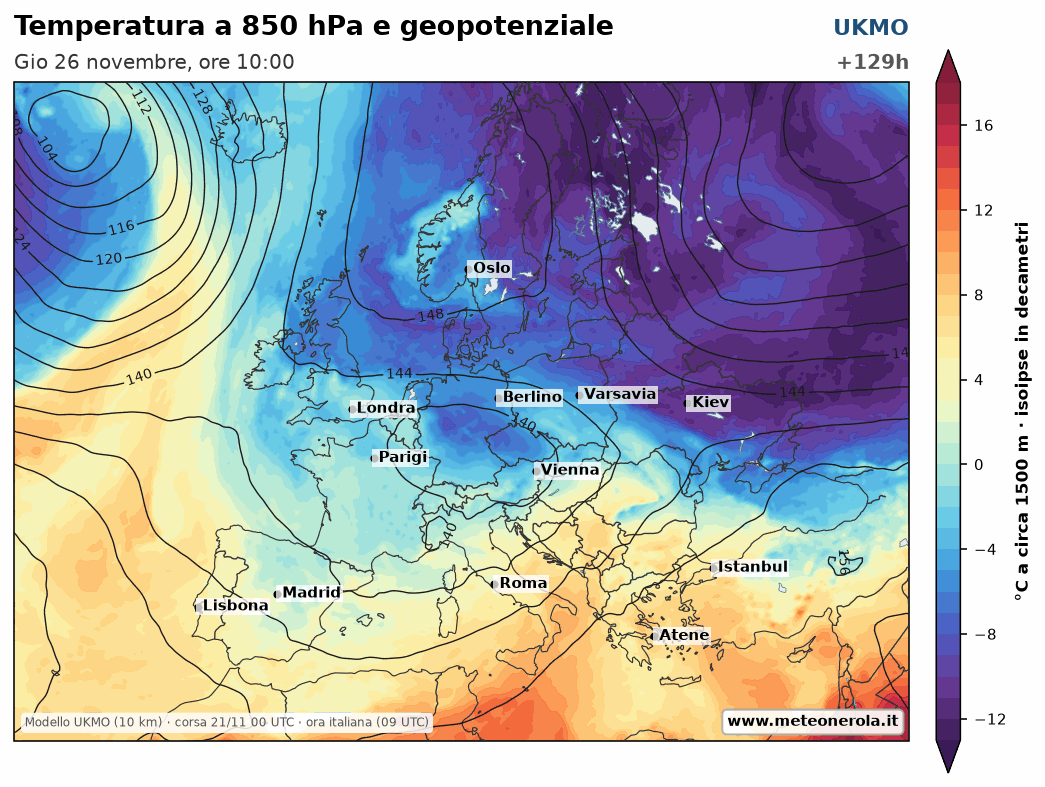 Temperatura a 850 hPa e geopotenziale
UKMO
Gio 26 novembre, ore 10:00
+129h
112
128
108
104
116
124
120
Oslo
148
140
144
144
144
Londra
Berlino
Varsavia
Kiev
140
Parigi
Vienna
140
156
Istanbul
Roma
Madrid
Lisbona
Atene
Modello UKMO (10 km) · corsa 21/11 00 UTC · ora italiana (09 UTC)
www.meteonerola.it
16
12
8
4
0
−4
−8
−12
°C a circa 1500 m · isoipse in decametri